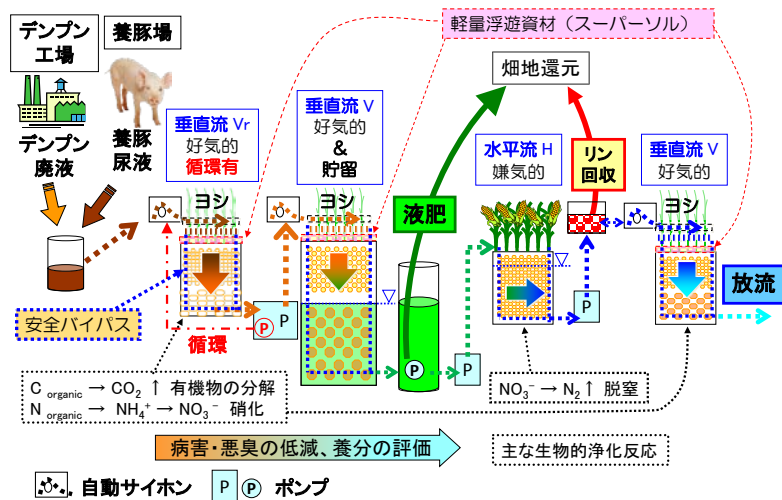 デンプン
工場
養豚場
デンプン
廃液
養豚
尿液
軽量浮遊資材（スーパーソル）
畑地還元
垂直流 Vr
好気的
循環有
垂直流 V
好気的
&
貯留
水平流 H
嫌気的
リン
回収
垂直流 V
好気的
ヨシ
ヨシ
ヨシ
液肥
放流
安全バイパス
循環
P
P
P
P
P
C organic → CO₂ ↑ 有機物の分解
N organic → NH₄⁺ → NO₃⁻ 硝化
NO₃⁻ → N₂ ↑ 脱窒
病害・悪臭の低減、養分の評価
主な生物的浄化反応
自動サイホン
P P ポンプ